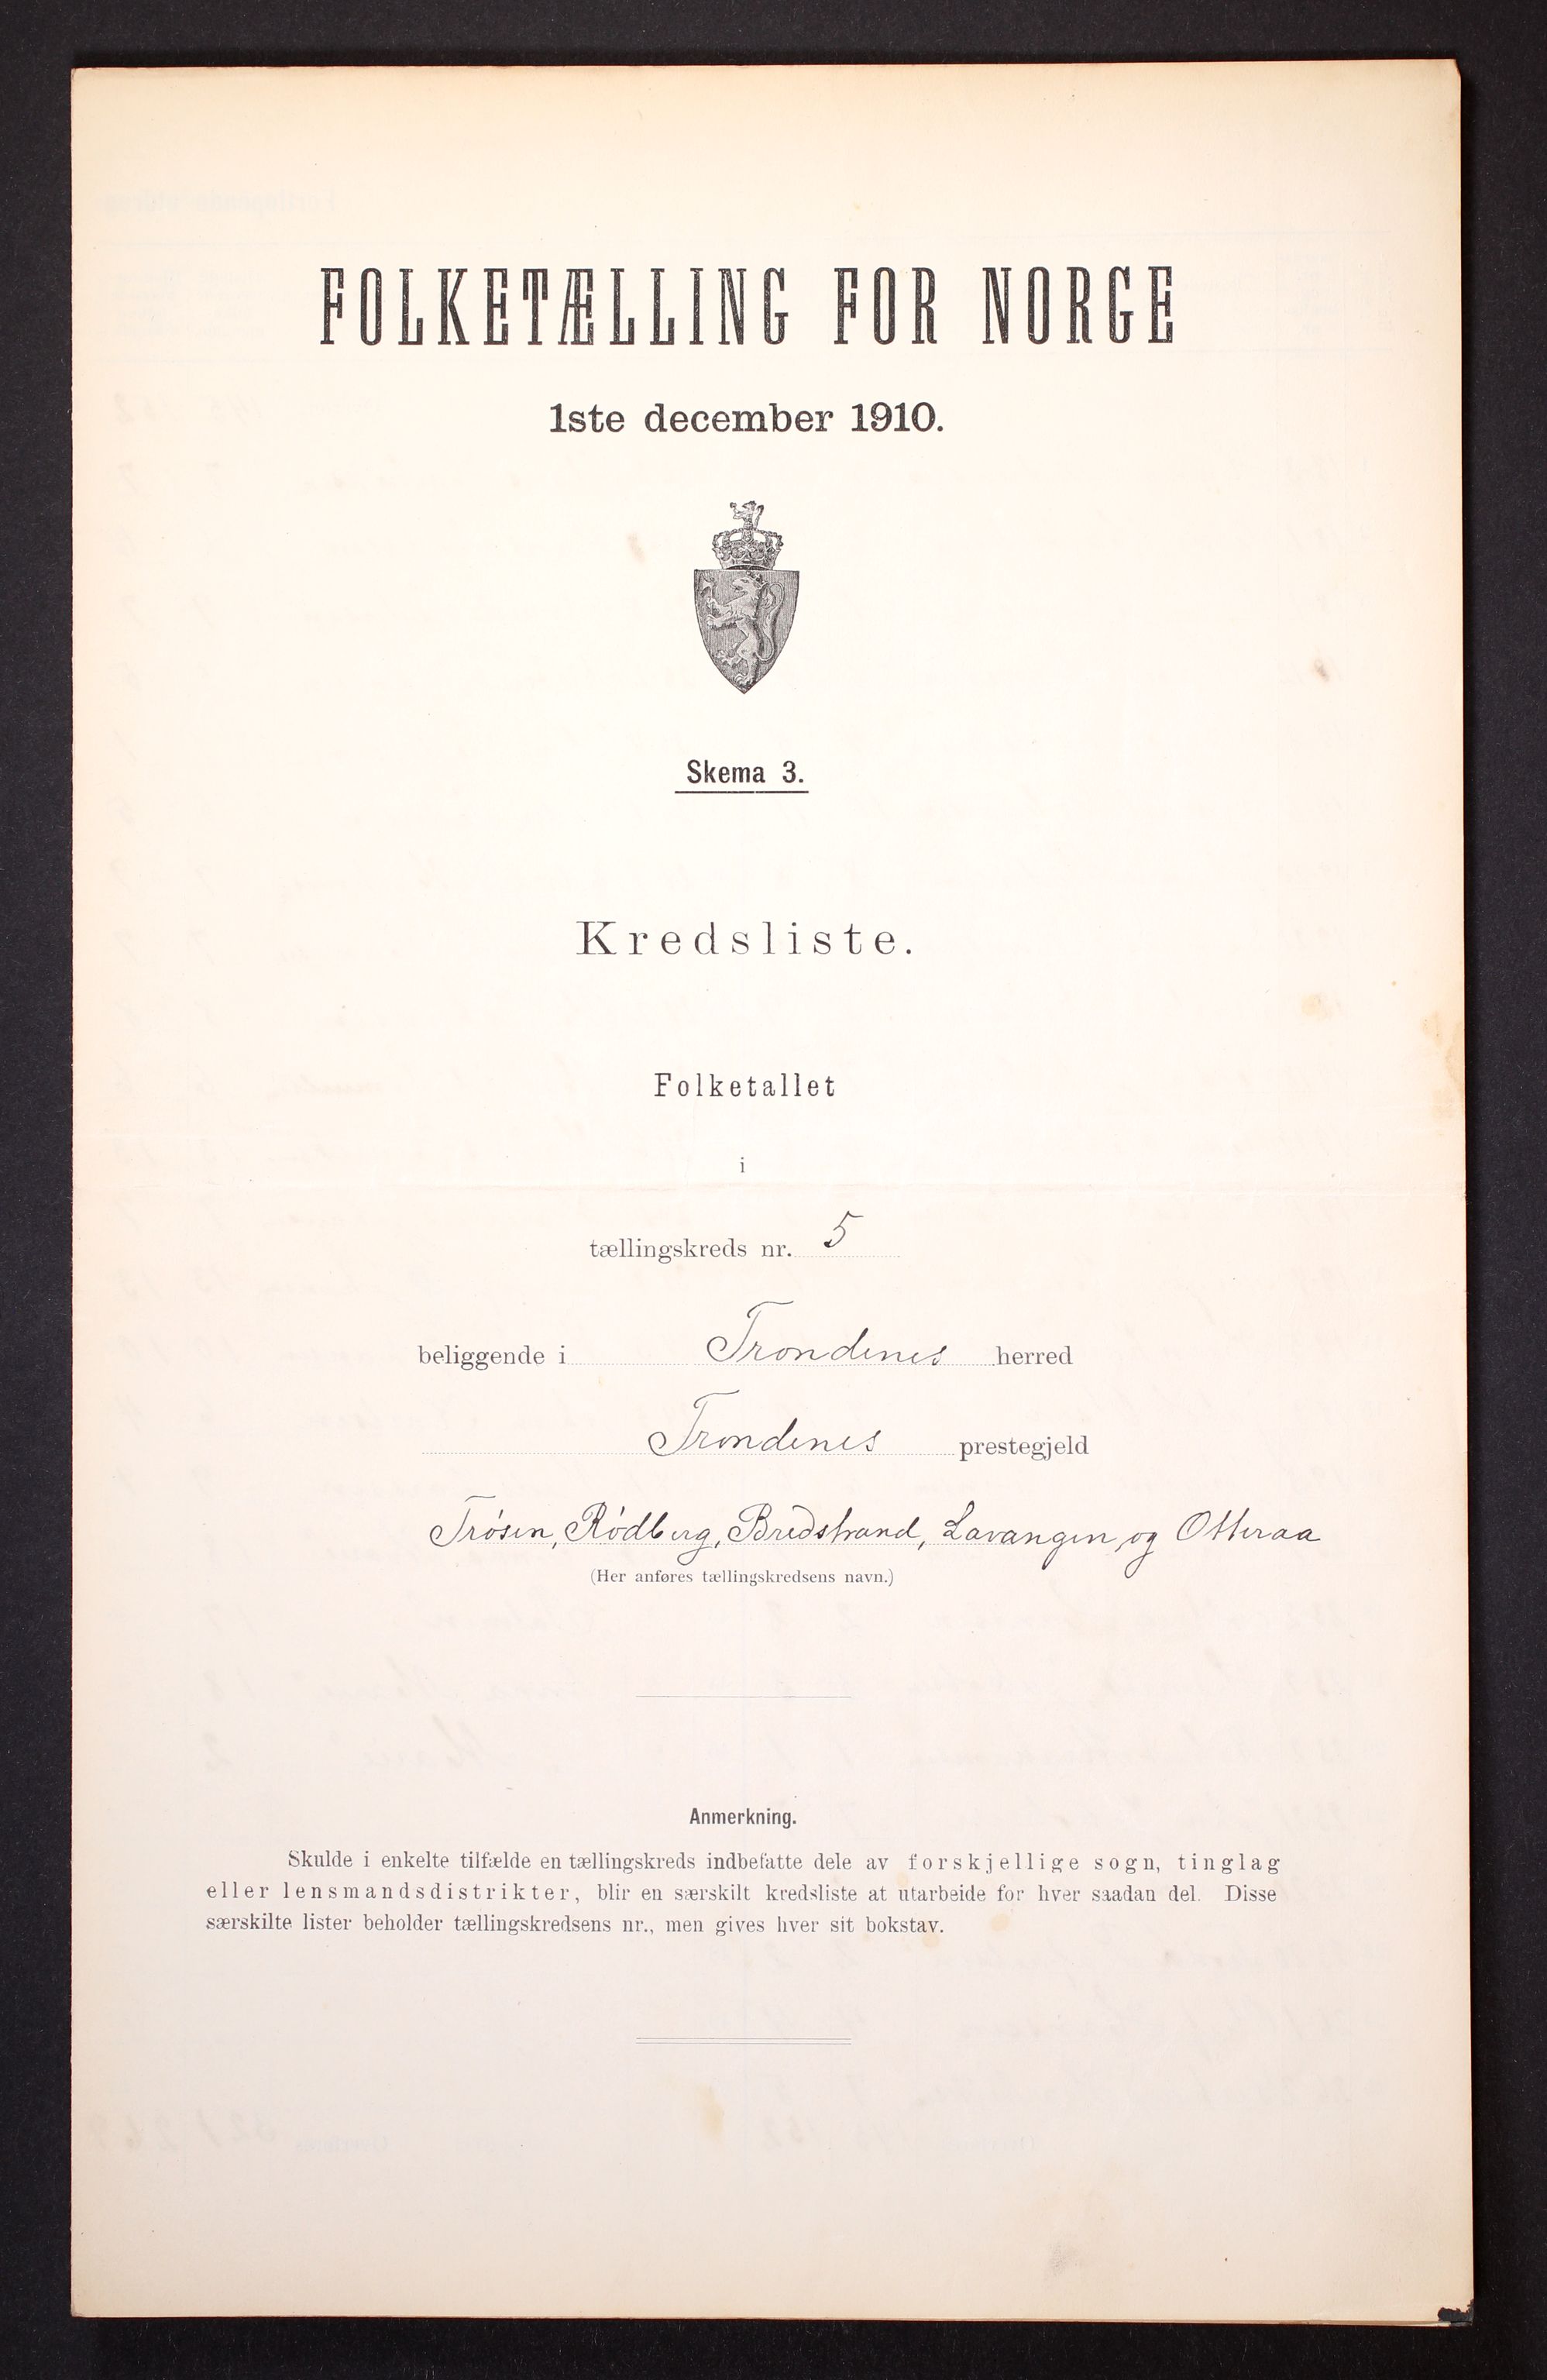 FOLKETÆLLING FOR NORGE
1ste december 1910.
Skema 3.
Kredsliste.
Folketallet
i
tællingskreds nr. 5
beliggende i Trondenes herred
Trondenes prestegjeld
Trøsen, Rødberg, Bredstrand, Lavangen, og Otteraa
(Her anføres tællingskredsens navn.)
Anmerkning.
Skulde i enkelte tilfælde en tællingskreds indbefatte dele av forskjellige sogn, tinglag
eller lensmandsdistrikter, blir en særskilt kredsliste at utarbeide for hver saadan del. Disse
særskilte lister beholder tællingskredsens nr., men gives hver sit bokstav.